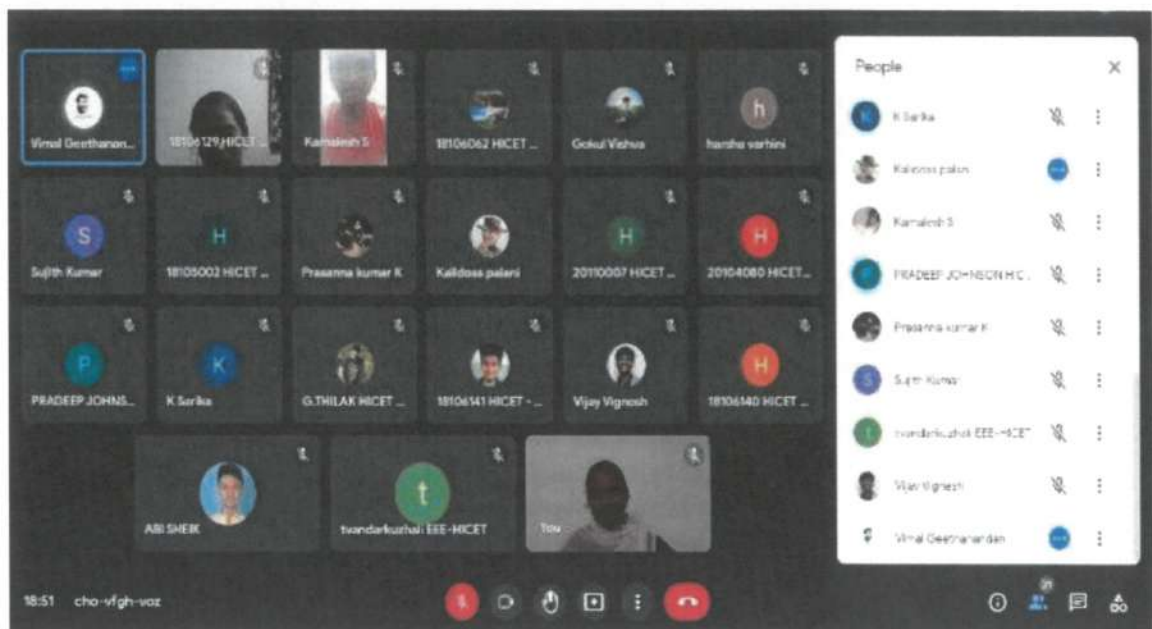 Vimal Geethanan...
18106129 HICET ...
Kamalesh S
18106062 HICET ...
Gokul Vishva
h
harsha varhini
S
Sujith Kumar
H
18105002 HICET ...
Prasanna kumar K
Kalidoss palani
H
20110007 HICET ...
H
20104080 HICET ...
P
PRADEEP JOHNS...
K
K Sarika
G.THILAK HICET ...
18106141 HICET - ...
Vijay Vignesh
H
18106140 HICET ...
ABI SHEIK
t
tvandarkuzhali EEE-HICET
You
People
K
K Sarika
Kalidoss palani
Kamalesh S
P
PRADEEP JOHNSON HIC...
Prasanna kumar K
S
Sujith Kumar
t
tvandarkuzhali EEE-HICET
Vijay Vignesh
Vimal Geethanandan
18:51 cho-vfgh-voz
21